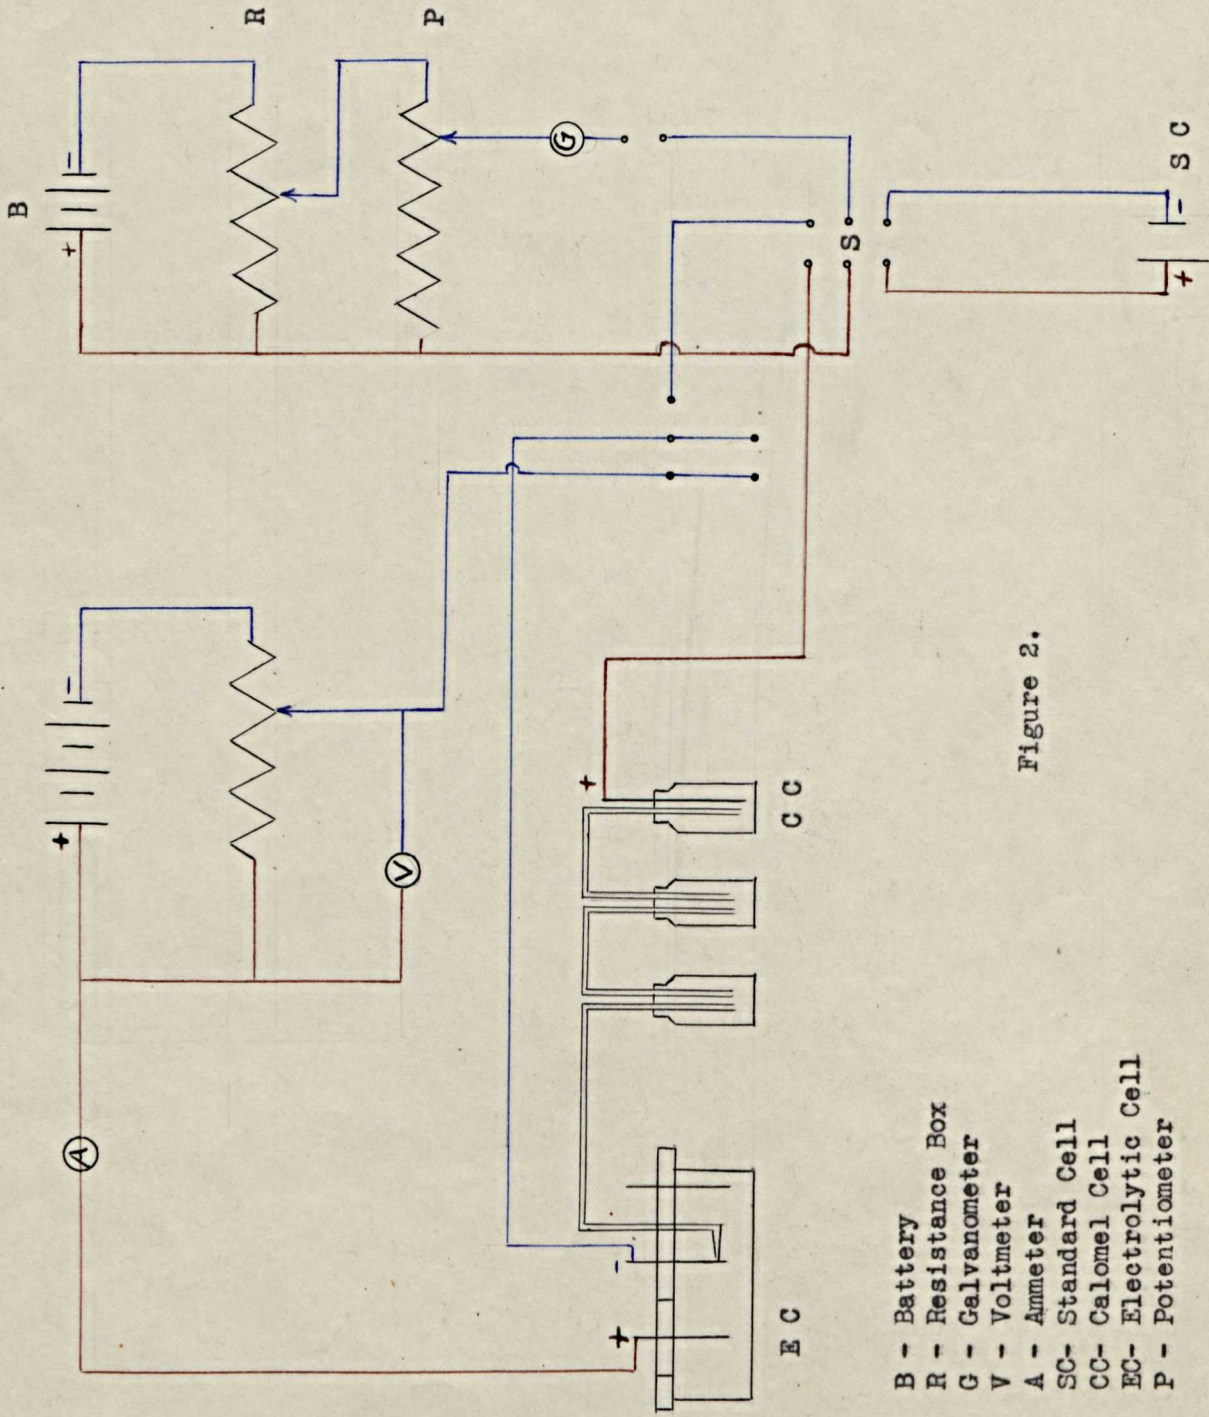 B
R
P
+
-
G
S
+
-
S C
+
-
V
A
+
C C
+
-
E C
Figure 2.
B - Battery
R - Resistance Box
G - Galvanometer
V - Voltmeter
A - Ammeter
SC- Standard Cell
CC- Calomel Cell
EC- Electrolytic Cell
P - Potentiometer